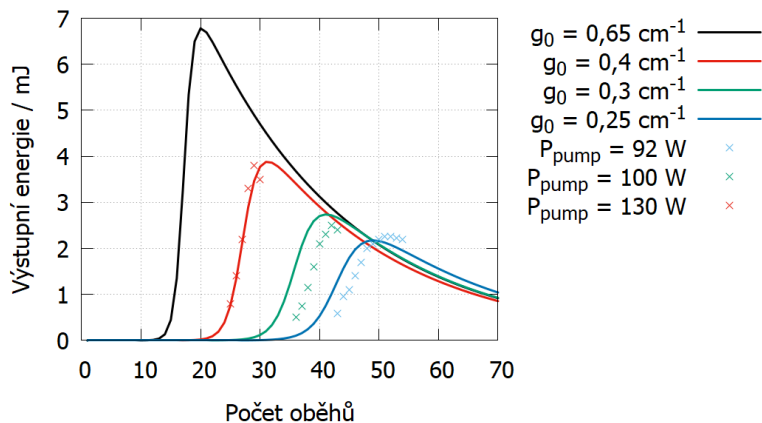 7
6
5
4
3
2
1
0
Výstupní energie / mJ
0 10 20 30 40 50 60 70
Počet oběhů
g₀ = 0,65 cm⁻¹
g₀ = 0,4 cm⁻¹
g₀ = 0,3 cm⁻¹
g₀ = 0,25 cm⁻¹
Ppump = 92 W
Ppump = 100 W
Ppump = 130 W